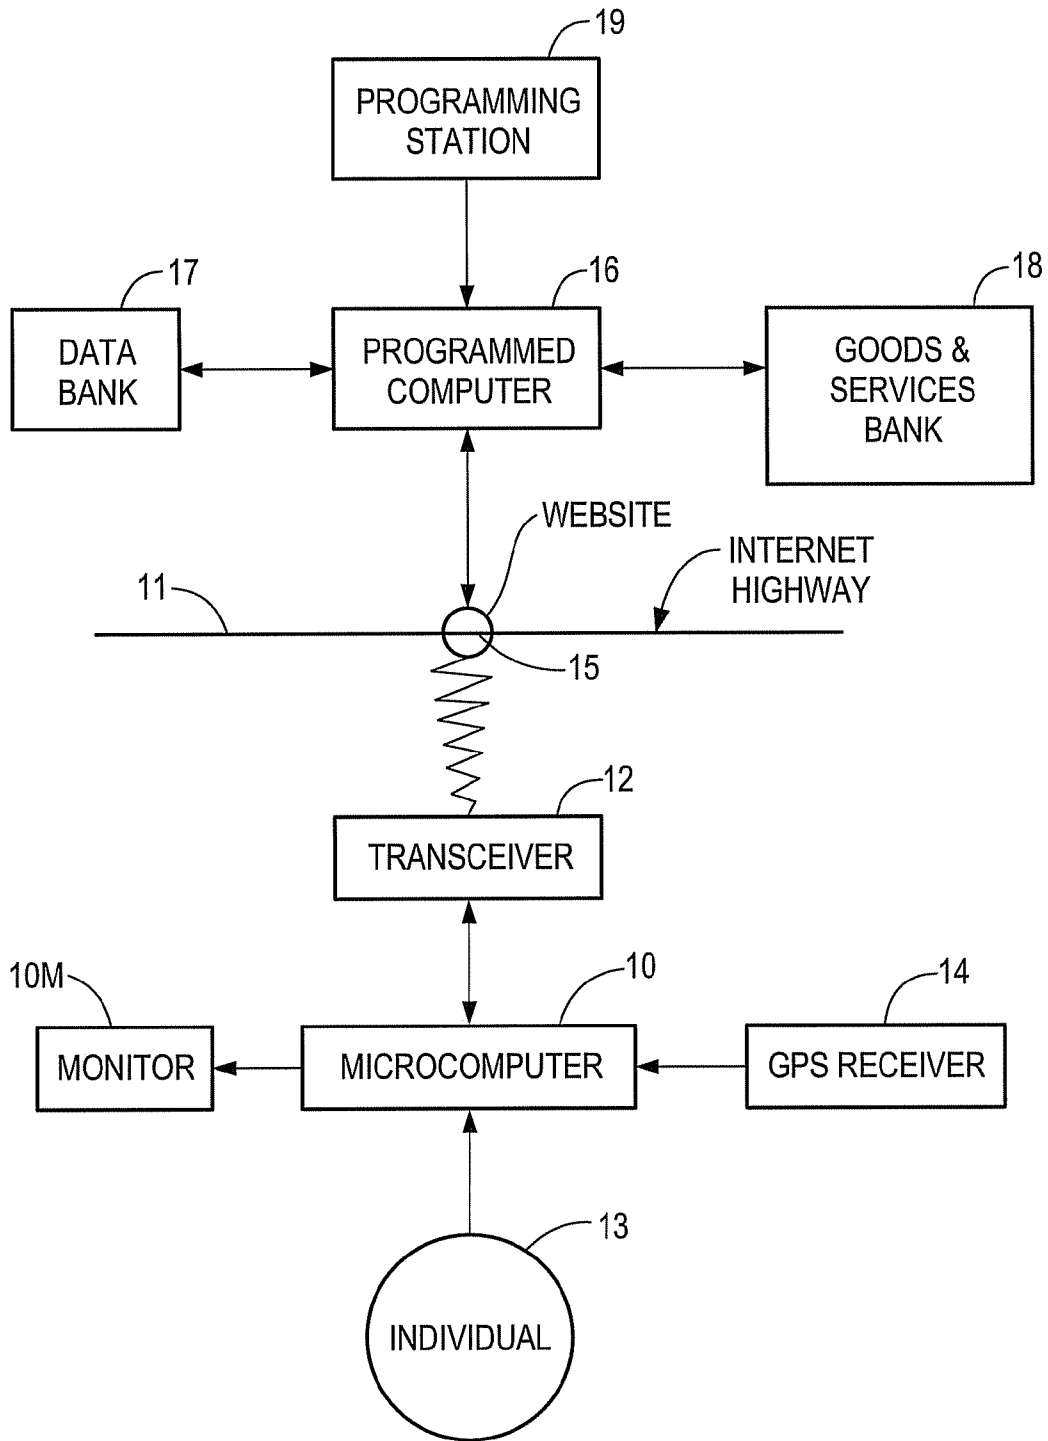 19
PROGRAMMING
STATION
17
16
18
DATA
BANK
PROGRAMMED
COMPUTER
GOODS &
SERVICES
BANK
WEBSITE
INTERNET
HIGHWAY
11
15
12
TRANSCEIVER
10M
10
14
MONITOR
MICROCOMPUTER
GPS RECEIVER
13
INDIVIDUAL